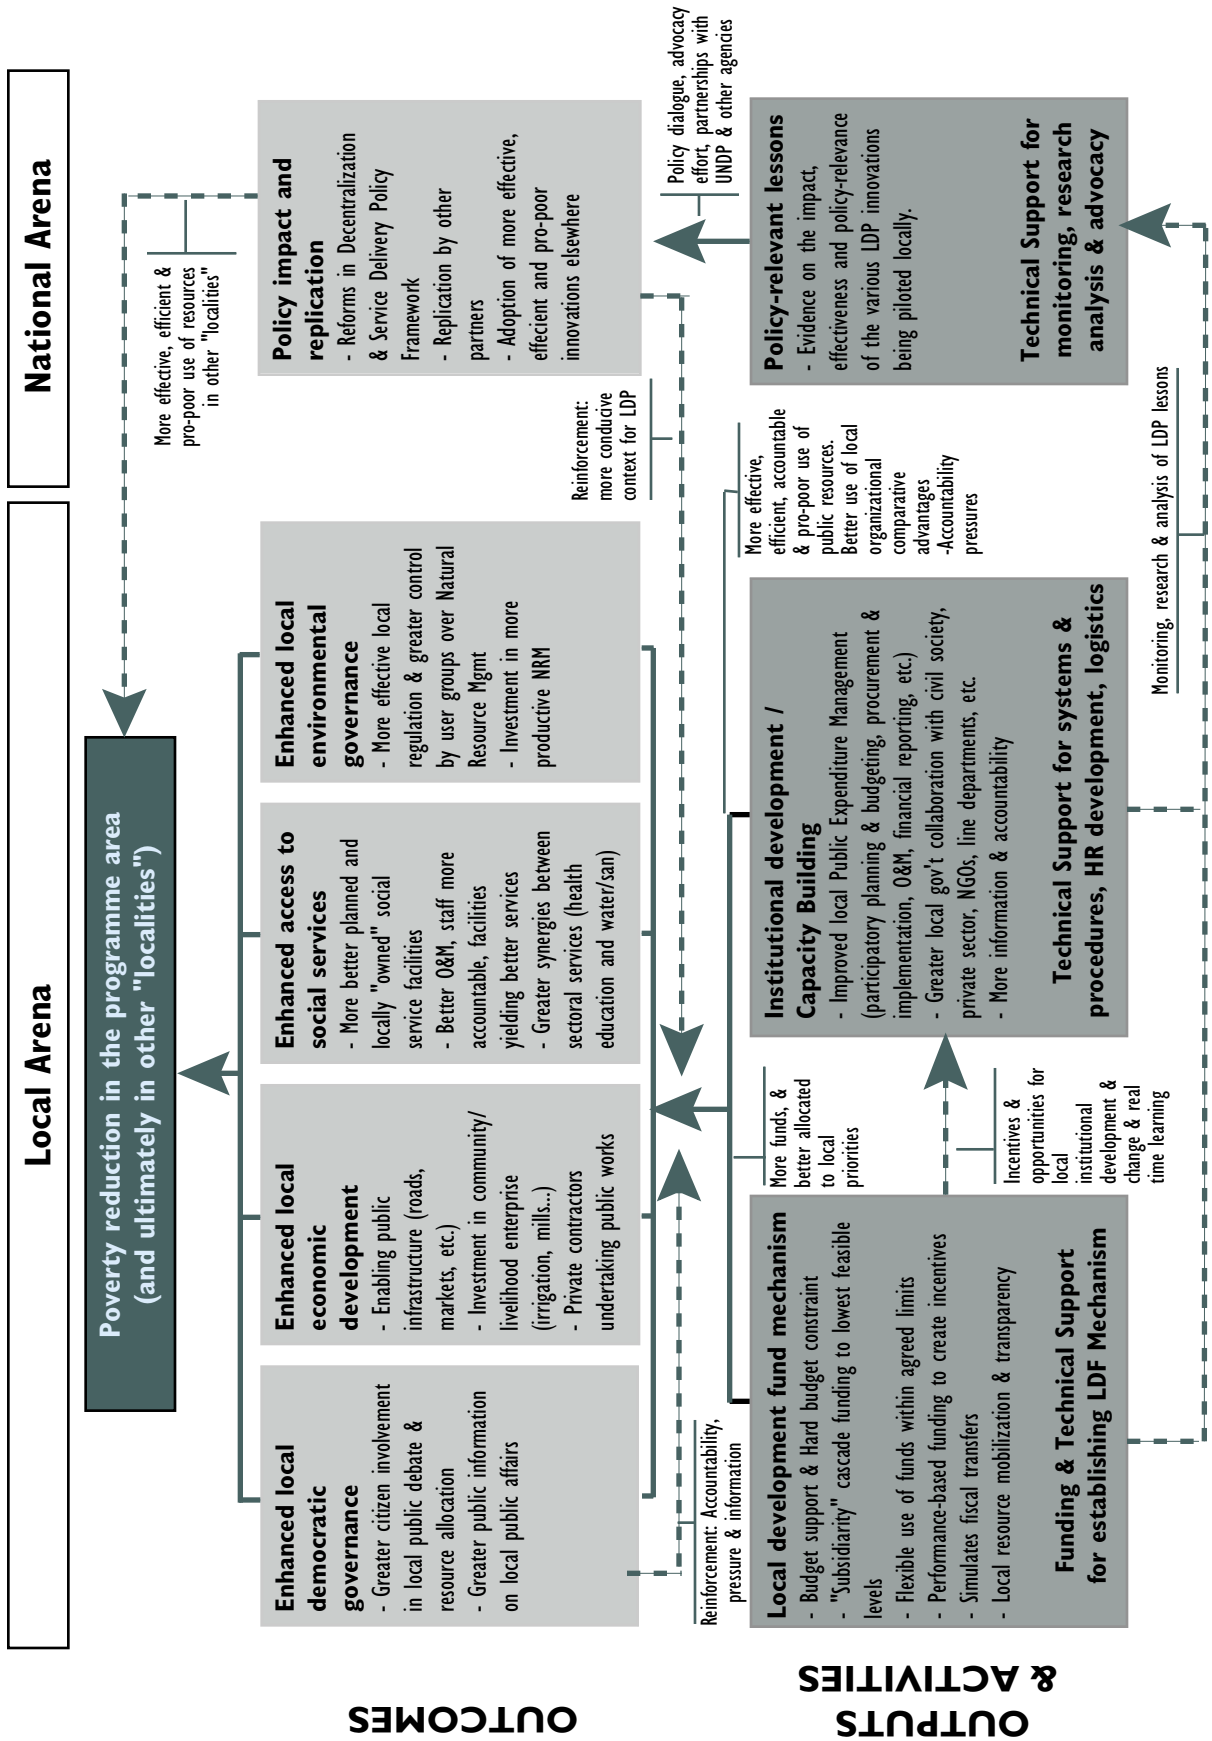 Local Arena
National Arena
Poverty reduction in the programme area
(and ultimately in other "localities")
More effective, efficient &
pro-poor use of resources
in other "localities"
OUTCOMES
Enhanced local
democratic
governance
- Greater citizen involvement
in local public debate &
resource allocation
- Greater public information
on local public affairs
Enhanced local
economic
development
- Enabling public
infrastructure (roads,
markets, etc.)
- Investment in community/
livelihood enterprise
(irrigation, mills...)
- Private contractors
undertaking public works
Enhanced access to
social services
- More better planned and
locally "owned" social
service facilities
- Better O&M, staff more
accountable, facilities
yielding better services
- Greater synergies between
sectoral services (health
education and water/san)
Enhanced local
environmental
governance
- More effective local
regulation & greater control
by user groups over Natural
Resource Mgmt
- Investment in more
productive NRM
Policy impact and
replication
- Reforms in Decentralization
& Service Delivery Policy
Framework
- Replication by other
partners
- Adoption of more effective,
effecient and pro-poor
innovations elsewhere
Reinforcement:
more conducive
context for LDP
Reinforcement: Accountability,
pressure & information
More funds, &
better allocated
to local
priorities
More effective,
efficient, accountable
& pro-poor use of
public resources.
Better use of local
organizational
comparative
advantages
-Accountability
pressures
Policy dialogue, advocacy
effort, partnerships with
UNDP & other agencies
OUTPUTS
& ACTIVITIES
Local development fund mechanism
- Budget support & Hard budget constraint
- "Subsidiarity" cascade funding to lowest feasible
levels
- Flexible use of funds within agreed limits
- Performance-based funding to create incentives
- Simulates fiscal transfers
- Local resource mobilization & transparency
Funding & Technical Support
for establishing LDF Mechanism
Incentives &
opportunities for
local
institutional
development &
change & real
time learning
Institutional development /
Capacity Building
- Improved local Public Expenditure Management
(participatory planning & budgeting, procurement &
implementation, O&M, financial reporting, etc.)
- Greater local gov't collaboration with civil society,
private sector, NGOs, line departments, etc.
- More information & accountability
Technical Support for systems &
procedures, HR development, logistics
Policy-relevant lessons
- Evidence on the impact,
effectiveness and policy-relevance
of the various LDP innovations
being piloted locally.
Technical Support for
monitoring, research
analysis & advocacy
Monitoring, research & analysis of LDP lessons